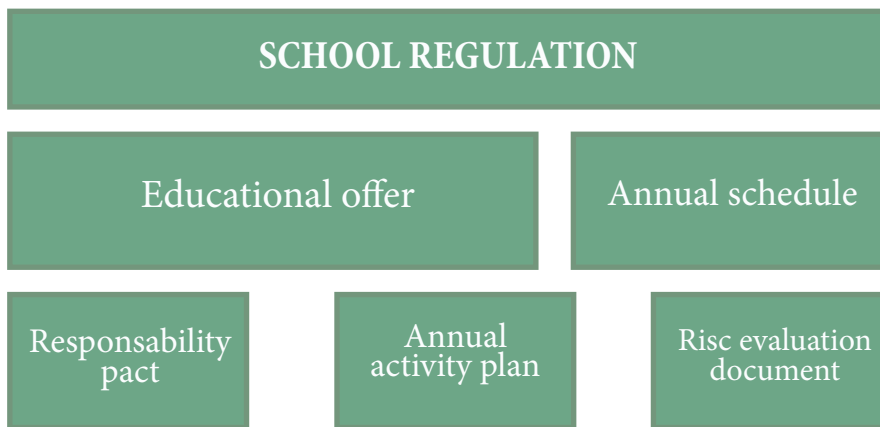 SCHOOL REGULATION
Educational offer
Annual schedule
Responsability
pact
Annual
activity plan
Risc evaluation
document